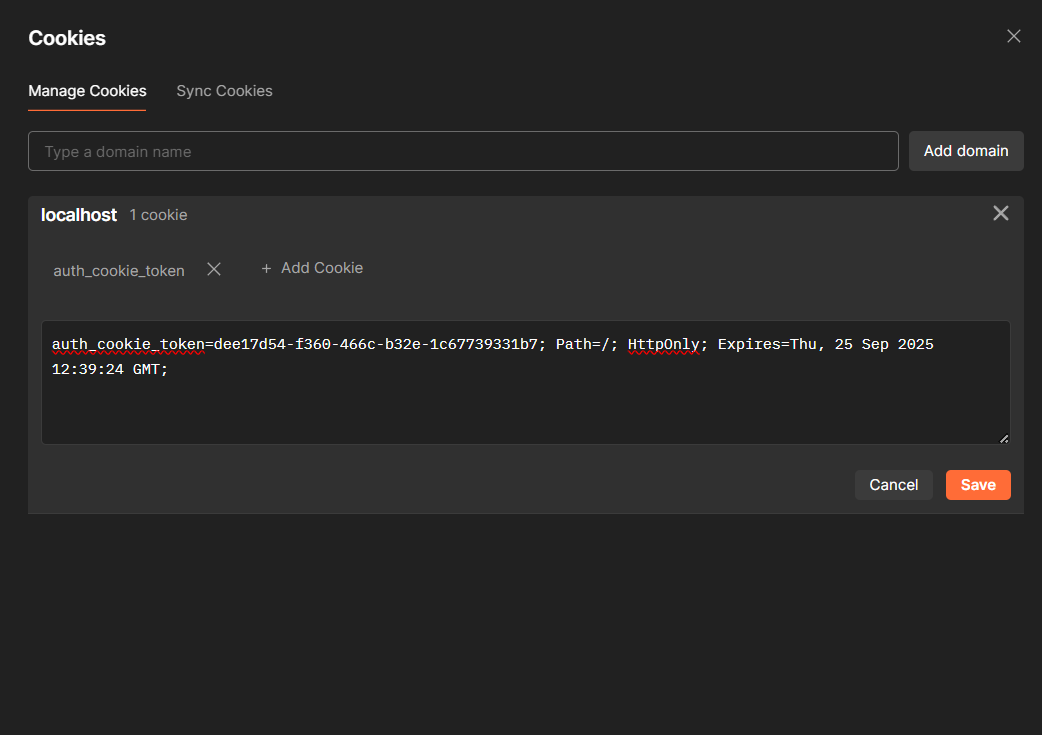 Cookies
Manage Cookies Sync Cookies
Type a domain name Add domain
localhost 1 cookie
auth_cookie_token + Add Cookie
auth_cookie_token=dee17d54-f360-466c-b32e-1c67739331b7; Path=/; HttpOnly; Expires=Thu, 25 Sep 2025
12:39:24 GMT;
Cancel Save